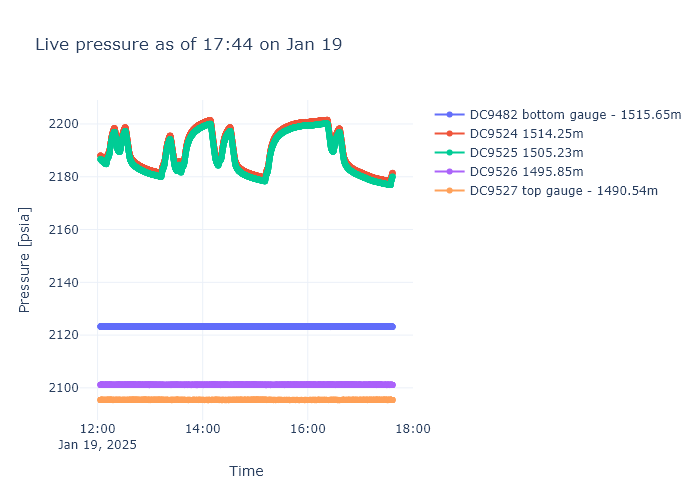 Live pressure as of 17:44 on Jan 19
DC9482 bottom gauge - 1515.65m
DC9524 1514.25m
DC9525 1505.23m
DC9526 1495.85m
DC9527 top gauge - 1490.54m
Pressure [psia]
2200
2180
2160
2140
2120
2100
12:00
14:00
16:00
18:00
Jan 19, 2025
Time